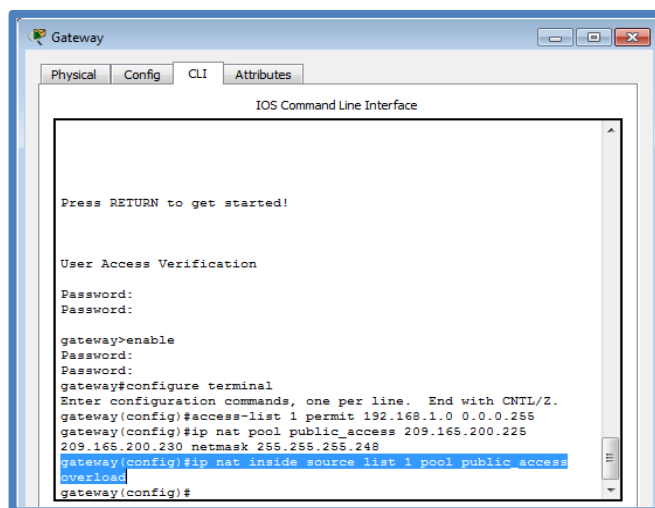 Gateway
Physical Config CLI Attributes
IOS Command Line Interface
Press RETURN to get started!
User Access Verification
Password:
Password:
gateway>enable
Password:
Password:
gateway#configure terminal
Enter configuration commands, one per line.  End with CNTL/Z.
gateway(config)#access-list 1 permit 192.168.1.0 0.0.0.255
gateway(config)#ip nat pool public_access 209.165.200.225
209.165.200.230 netmask 255.255.255.248
gateway(config)#ip nat inside source list 1 pool public_access
overload
gateway(config)#